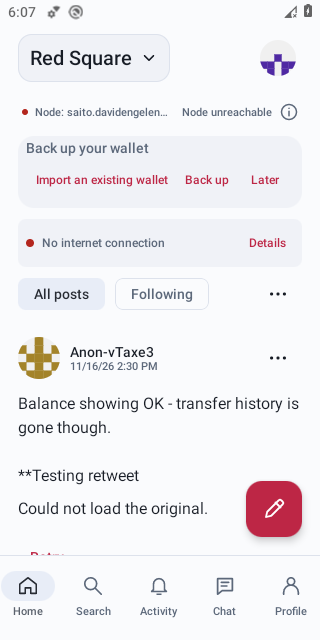 6:07
Red Square
Node: saito.davidengelen... Node unreachable
Back up your wallet
Import an existing wallet Back up Later
No internet connection Details
All posts Following
Anon-vTaxe3
11/16/26 2:30 PM
Balance showing OK - transfer history is
gone though.
**Testing retweet
Could not load the original.
Home Search Activity Chat Profile